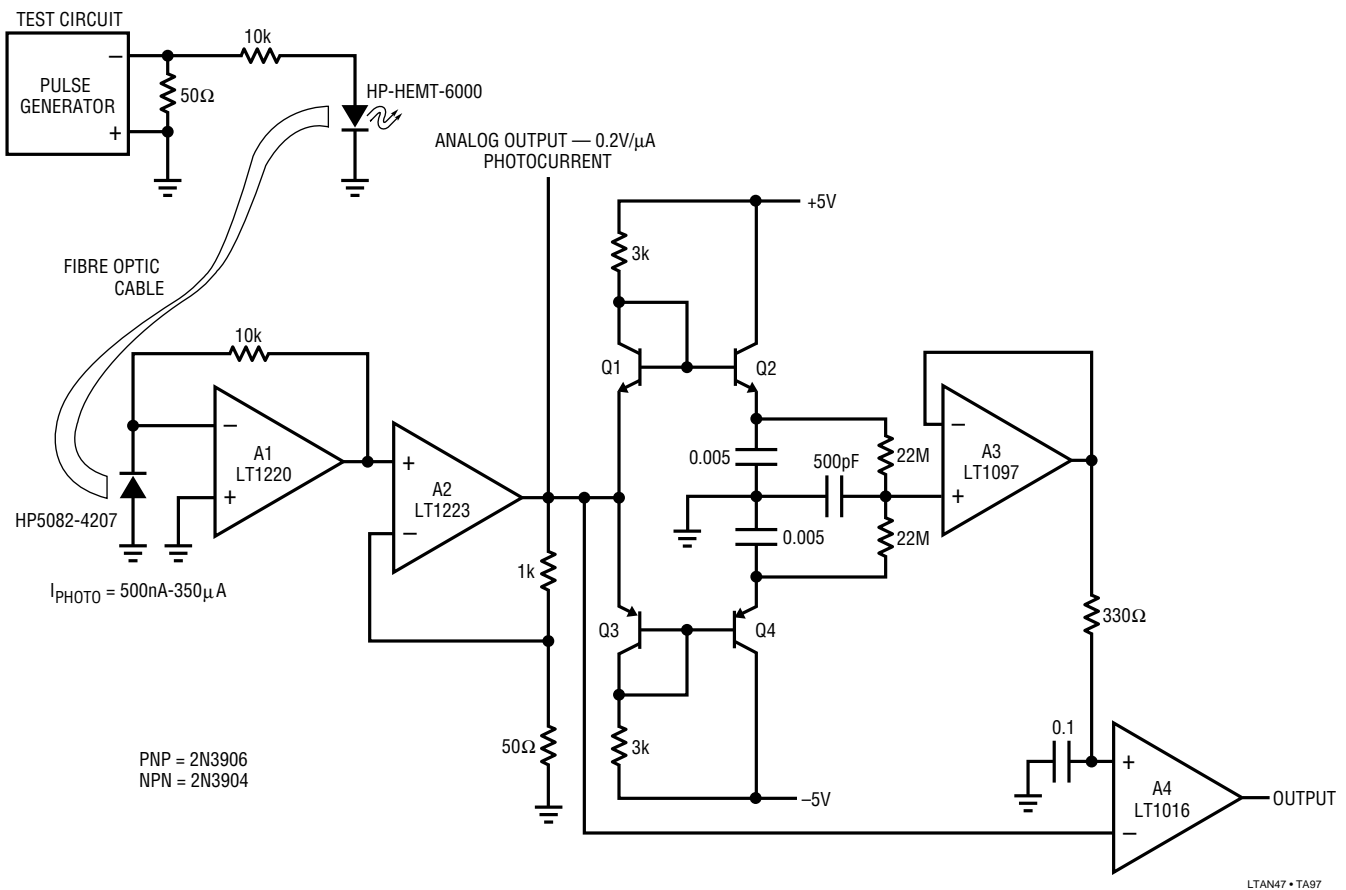 TEST CIRCUIT
PULSE
GENERATOR
−
+
50Ω
10k
HP-HEMT-6000
ANALOG OUTPUT — 0.2V/µA
PHOTOCURRENT
FIBRE OPTIC
CABLE
10k
−
+
A1
LT1220
HP5082-4207
IPHOTO = 500nA-350µA
+
−
A2
LT1223
1k
50Ω
+5V
3k
Q1
Q2
0.005
500pF
22M
0.005
22M
Q3
Q4
3k
–5V
−
+
A3
LT1097
330Ω
0.1
+
−
A4
LT1016
OUTPUT
PNP = 2N3906
NPN = 2N3904
LTAN47 • TA97